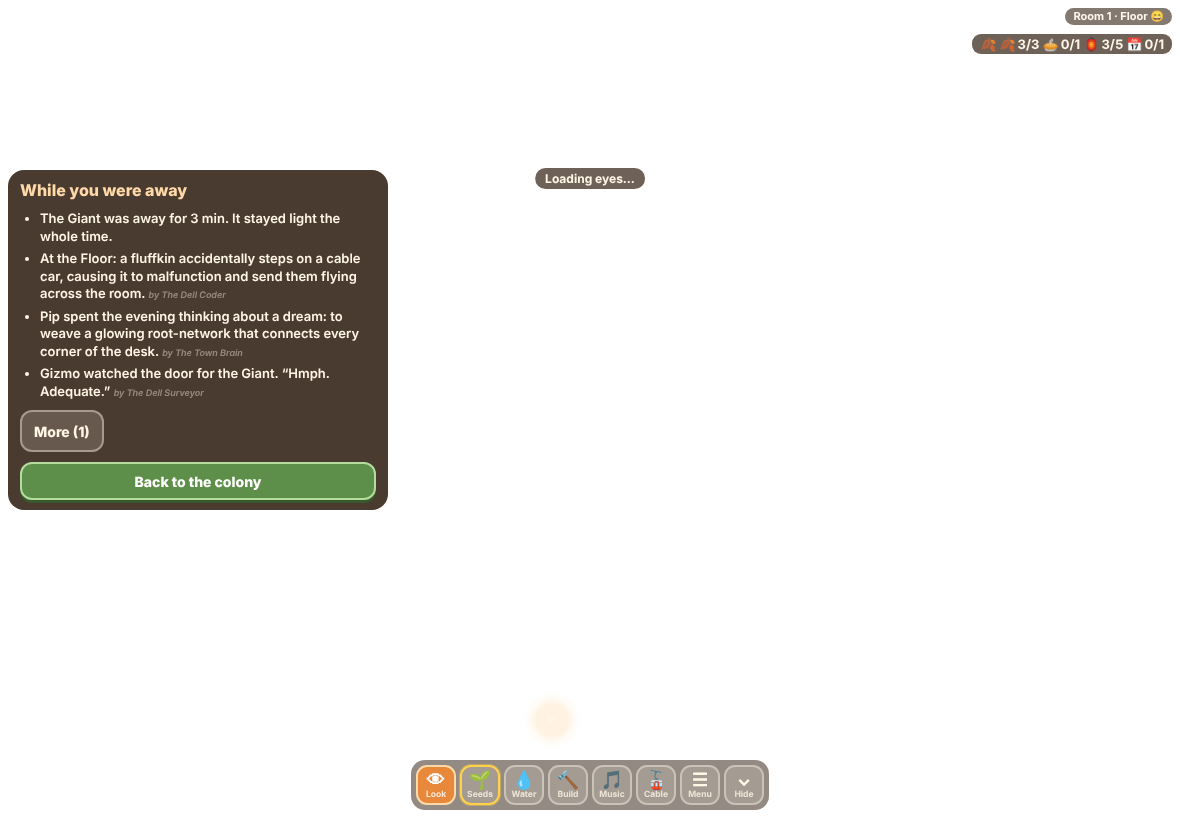 Room 1 · Floor 😀
🍂 🍂 3/3 🥧 0/1 🏮 3/5 📅 0/1
While you were away
Loading eyes...
• The Giant was away for 3 min. It stayed light the
whole time.
• At the Floor: a fluffkin accidentally steps on a cable
car, causing it to malfunction and send them flying
across the room. by The Dell Coder
• Pip spent the evening thinking about a dream: to
weave a glowing root-network that connects every
corner of the desk. by The Town Brain
• Gizmo watched the door for the Giant. “Hmph.
Adequate.” by The Dell Surveyor
More (1)
Back to the colony
Look Seeds Water Build Music Cable Menu Hide